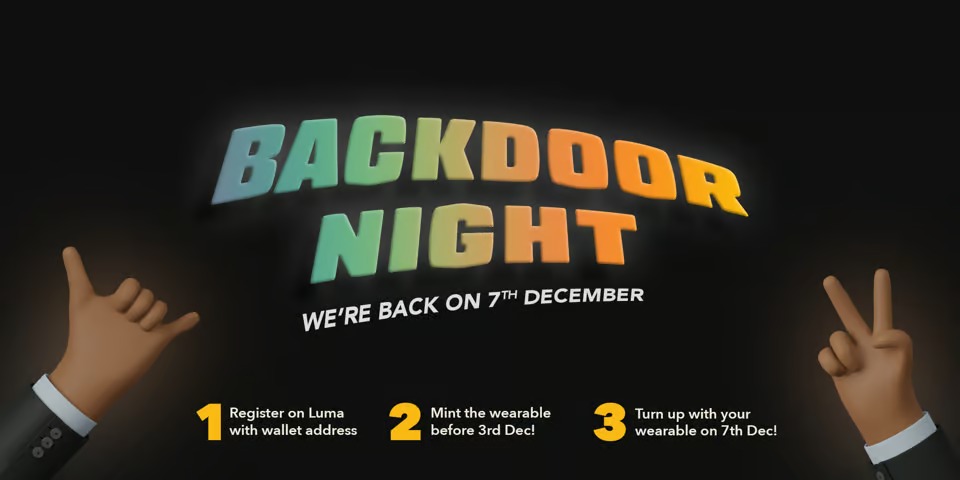 BACKDOOR
NIGHT
WE'RE BACK ON 7TH DECEMBER
1 Register on Luma
with wallet address
2 Mint the wearable
before 3rd Dec!
3 Turn up with your
wearable on 7th Dec!